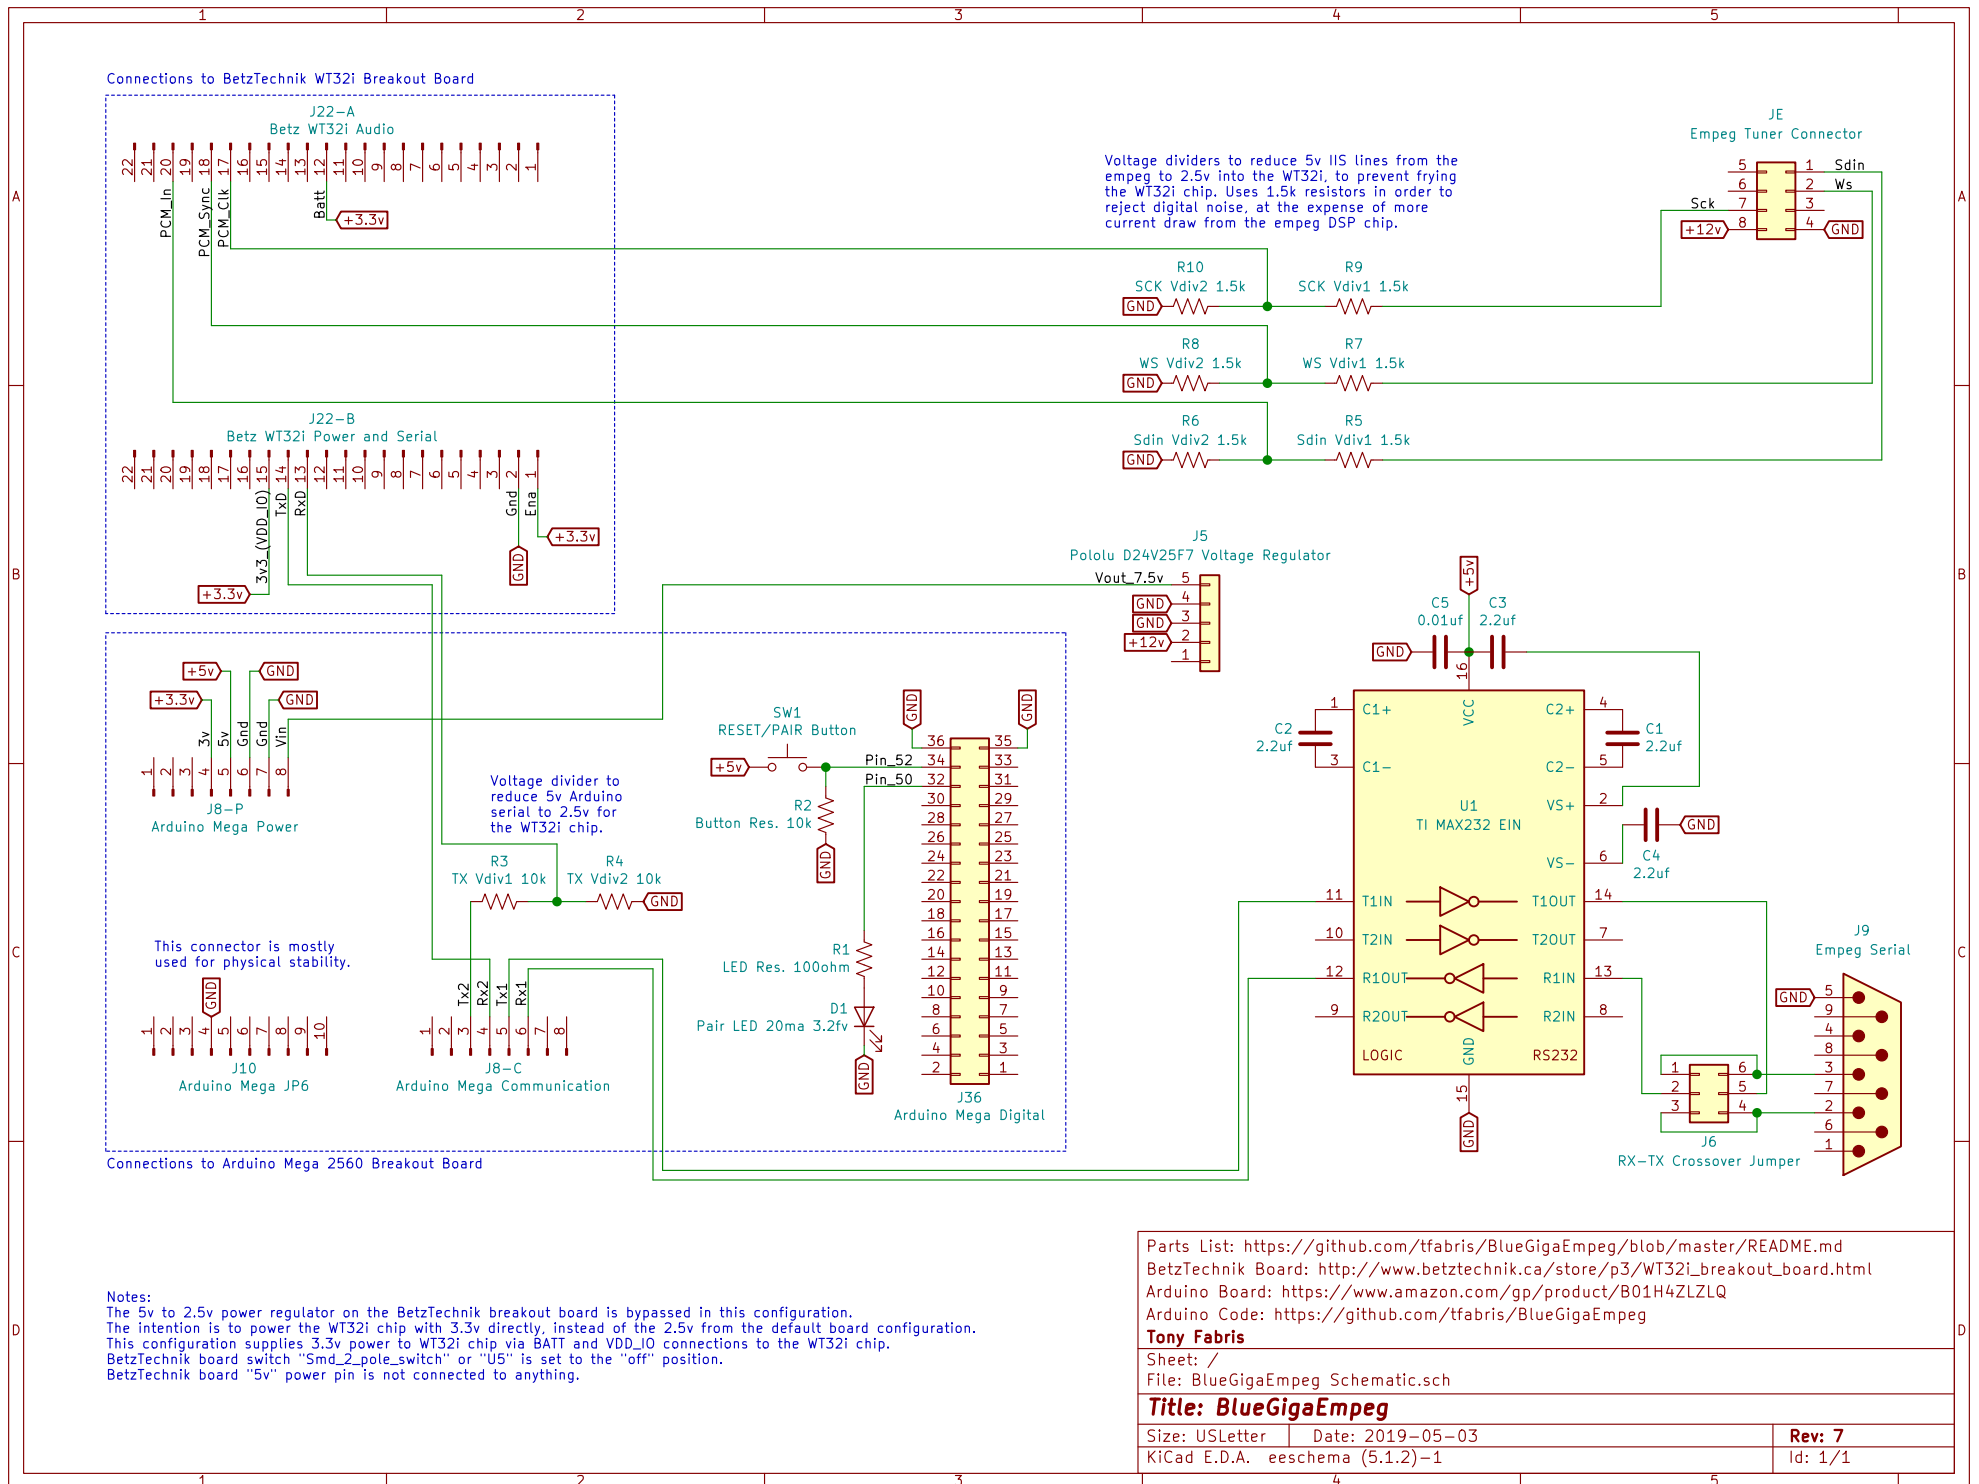 1 2 3 4 5
A
B
C
D
A
B
C
D
1 2 3 4 5
Connections to BetzTechnik WT32i Breakout Board
J22-A
Betz WT32i Audio
22 21 20 19 18 17 16 15 14 13 12 11 10 9 8 7 6 5 4 3 2 1
PCM_In
PCM_Sync
PCM_Clk
Batt
+3.3v
J22-B
Betz WT32i Power and Serial
22 21 20 19 18 17 16 15 14 13 12 11 10 9 8 7 6 5 4 3 2 1
3v3_(VDD_IO)
TxD
RxD
Gnd
Ena
+3.3v
GND
+3.3v
Voltage dividers to reduce 5v IIS lines from the
empeg to 2.5v into the WT32i, to prevent frying
the WT32i chip. Uses 1.5k resistors in order to
reject digital noise, at the expense of more
current draw from the empeg DSP chip.
JE
Empeg Tuner Connector
5 1 Sdin
6 2 Ws
Sck 7 3
+12v 8 4 GND
R10 R9
SCK Vdiv2 1.5k SCK Vdiv1 1.5k
GND
R8 R7
WS Vdiv2 1.5k WS Vdiv1 1.5k
GND
R6 R5
Sdin Vdiv2 1.5k Sdin Vdiv1 1.5k
GND
J5
Pololu D24V25F7 Voltage Regulator
Vout_7.5v 5
GND 4
GND 3
+12v 2
1
+5v GND
+3.3v GND
3v
5v
Gnd
Gnd
Vin
1 2 3 4 5 6 7 8
J8-P
Arduino Mega Power
Voltage divider to
reduce 5v Arduino
serial to 2.5v for
the WT32i chip.
R3 R4
TX Vdiv1 10k TX Vdiv2 10k
GND
This connector is mostly
used for physical stability.
GND
1 2 3 4 5 6 7 8 9 10
J10
Arduino Mega JP6
Tx2
Rx2
Tx1
Rx1
1 2 3 4 5 6 7 8
J8-C
Arduino Mega Communication
SW1
RESET/PAIR Button
+5v
Pin_52
Pin_50
R2
Button Res. 10k
GND
R1
LED Res. 100ohm
D1
Pair LED 20ma 3.2fv
GND
GND GND
36 35
34 33
32 31
30 29
28 27
26 25
24 23
22 21
20 19
18 17
16 15
14 13
12 11
10 9
8 7
6 5
4 3
2 1
J36
Arduino Mega Digital
Connections to Arduino Mega 2560 Breakout Board
+5v
C5 C3
0.01uf 2.2uf
GND
16
VCC
1 C1+ C2+ 4
C2
2.2uf
C1
2.2uf
3 C1- C2- 5
U1
TI MAX232 EIN
VS+ 2
GND
C4
2.2uf
VS- 6
11 T1IN T1OUT 14
10 T2IN T2OUT 7
12 R1OUT R1IN 13
9 R2OUT R2IN 8
LOGIC GND RS232
15
GND
1 6
2 5
3 4
J6
RX-TX Crossover Jumper
J9
Empeg Serial
GND 5
9
4
8
3
7
2
6
1
Notes:
The 5v to 2.5v power regulator on the BetzTechnik breakout board is bypassed in this configuration.
The intention is to power the WT32i chip with 3.3v directly, instead of the 2.5v from the default board configuration.
This configuration supplies 3.3v power to WT32i chip via BATT and VDD_IO connections to the WT32i chip.
BetzTechnik board switch "Smd_2_pole_switch" or "U5" is set to the "off" position.
BetzTechnik board "5v" power pin is not connected to anything.
Parts List: https://github.com/tfabris/BlueGigaEmpeg/blob/master/README.md
BetzTechnik Board: http://www.betztechnik.ca/store/p3/WT32i_breakout_board.html
Arduino Board: https://www.amazon.com/gp/product/B01H4ZLZLQ
Arduino Code: https://github.com/tfabris/BlueGigaEmpeg
Tony Fabris
Sheet: /
File: BlueGigaEmpeg Schematic.sch
Title: BlueGigaEmpeg
Size: USLetter Date: 2019-05-03 Rev: 7
KiCad E.D.A. eeschema (5.1.2)-1 Id: 1/1